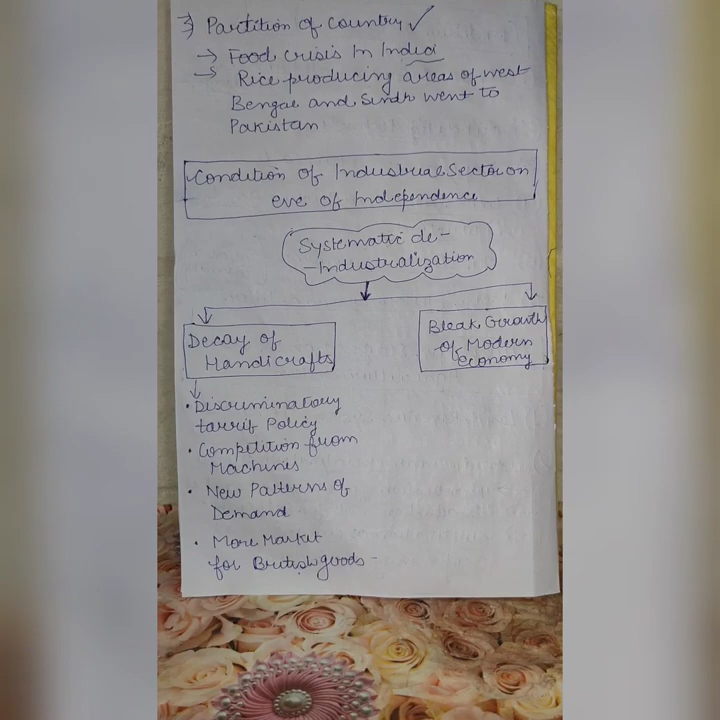 3) Partition of Country ✓
→ Food crisis In India
→ Rice producing areas of west
Bengal and Sindh went to
Pakistan
Condition of Industrial Sector on
eve of Independence
Systematic de-
-Industralization
Decay of
Handicrafts
Bleak Growth
of Modern
economy
• Discriminatory
tarrif Policy
• Competition from
Machines
• New Patterns of
Demand
• More Market
for British goods -